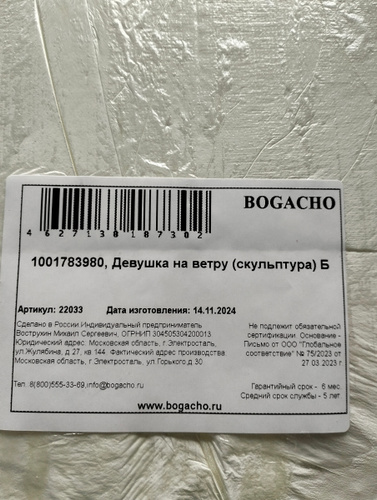 BOGACHO
4627138187302
1001783980, Девушка на ветру (скульптура) Б
Артикул: 22033 Дата изготовления: 14.11.2024
Сделано в России.Индивидуальный предприниматель
Вострухин Михаил Сергеевич. ОГРНИП 304505304200013.
Юридический адрес: Московская область, г.Электросталь,
ул.Жулябина, д.27, кв 144. Фактический адрес производства:
Московская область, г.Электросталь, ул.Горького д.30
Не подлежит обязательной
сертификации. Основание -
Письмо от ООО "Глобальное
соответствие" № 75/2023 от
27.03.2023 г
Тел. 8(800)555-33-69,info@bogacho.ru
Гарантийный срок - 6 мес.
Средний срок службы - 5 лет
www.bogacho.ru